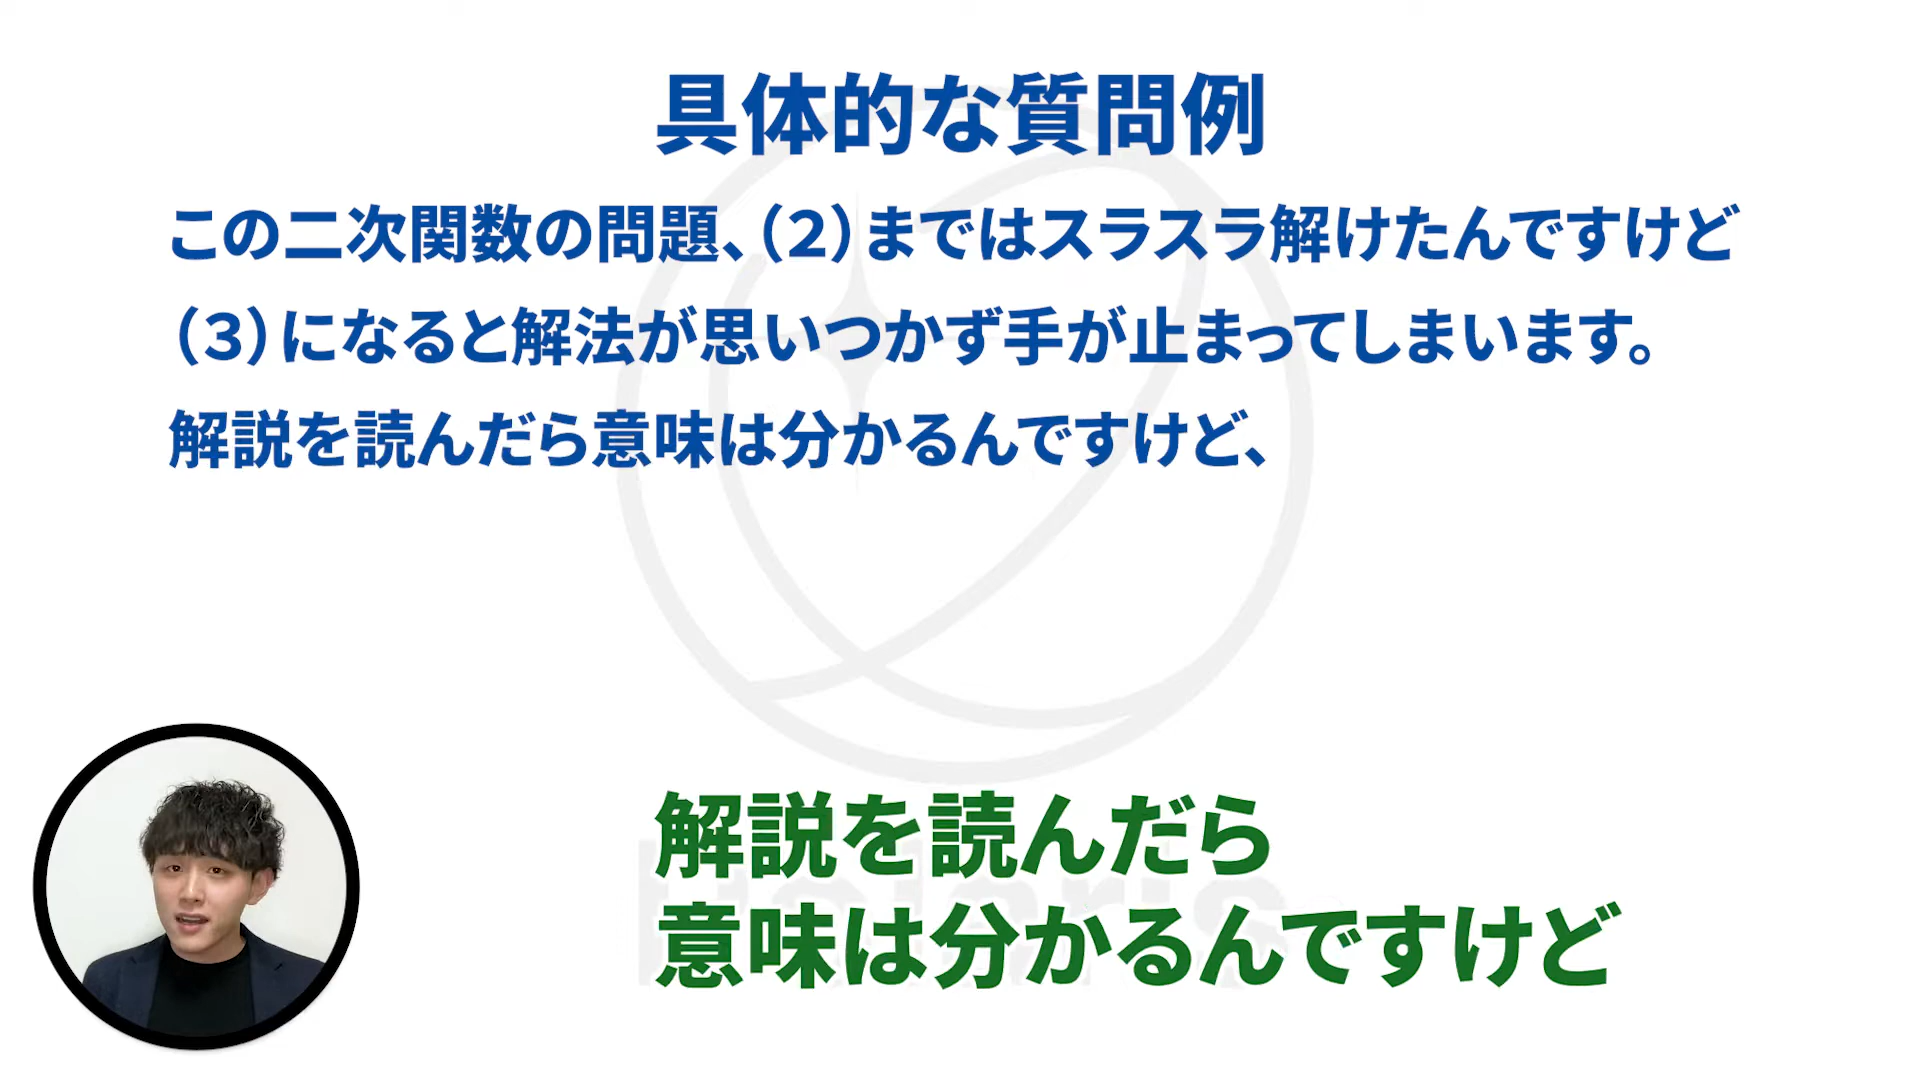 具体的な質問例
この二次関数の問題、（２）まではスラスラ解けたんですけど
（３）になると解法が思いつかず手が止まってしまいます。
解説を読んだら意味は分かるんですけど、
解説を読んだら
意味は分かるんですけど